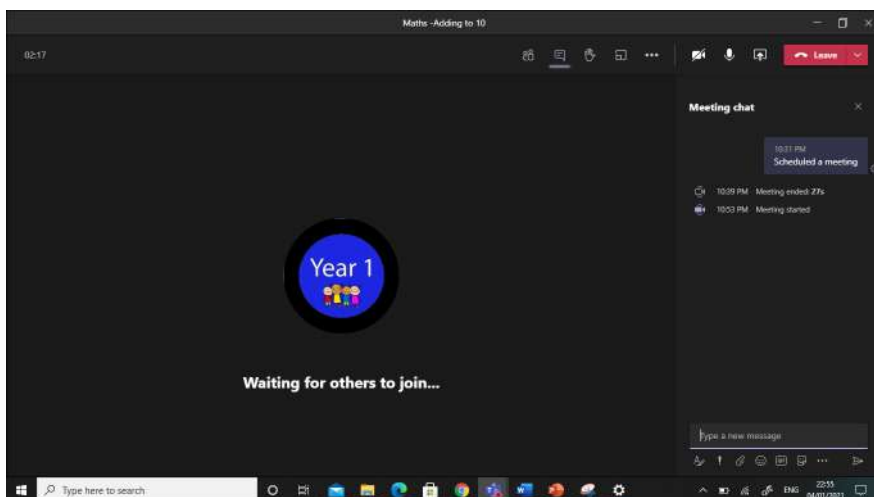 Maths -Adding to 10
02:17
Leave
Meeting chat
10:31 PM
Scheduled a meeting
10:39 PM Meeting ended: 27s
10:53 PM Meeting started
Year 1
Waiting for others to join...
Type a new message
Type here to search
ENG
22:55